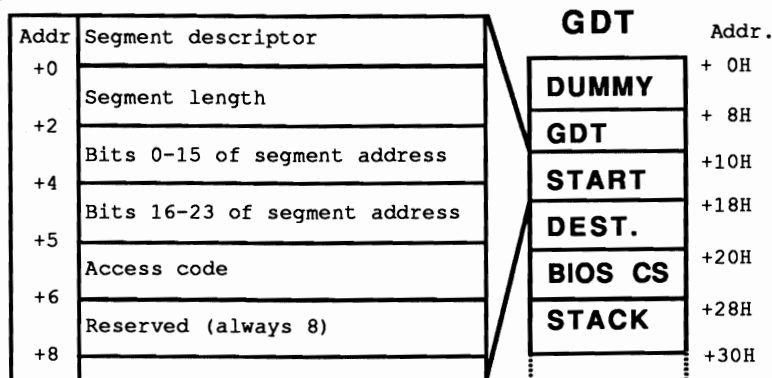 GDT
Addr.
Addr Segment descriptor
+0
Segment length
+2
Bits 0-15 of segment address
+4
Bits 16-23 of segment address
+5
Access code
+6
Reserved (always 8)
+8
+ 0H
DUMMY
+ 8H
GDT
+10H
START
+18H
DEST.
+20H
BIOS CS
+28H
STACK
+30H